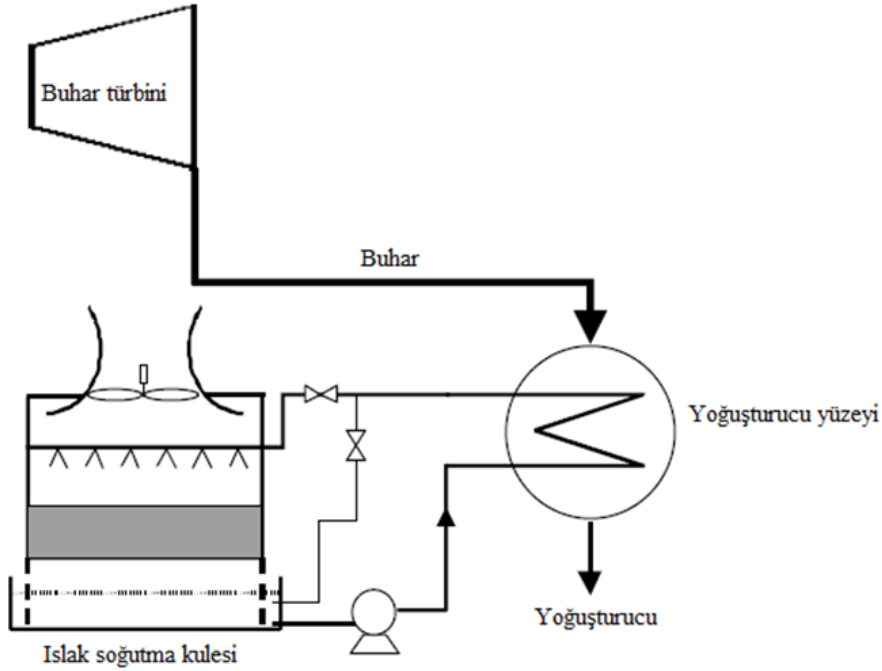 Buhar türbini
Buhar
Yoğuşturucu yüzeyi
Yoğuşturucu
Islak soğutma kulesi